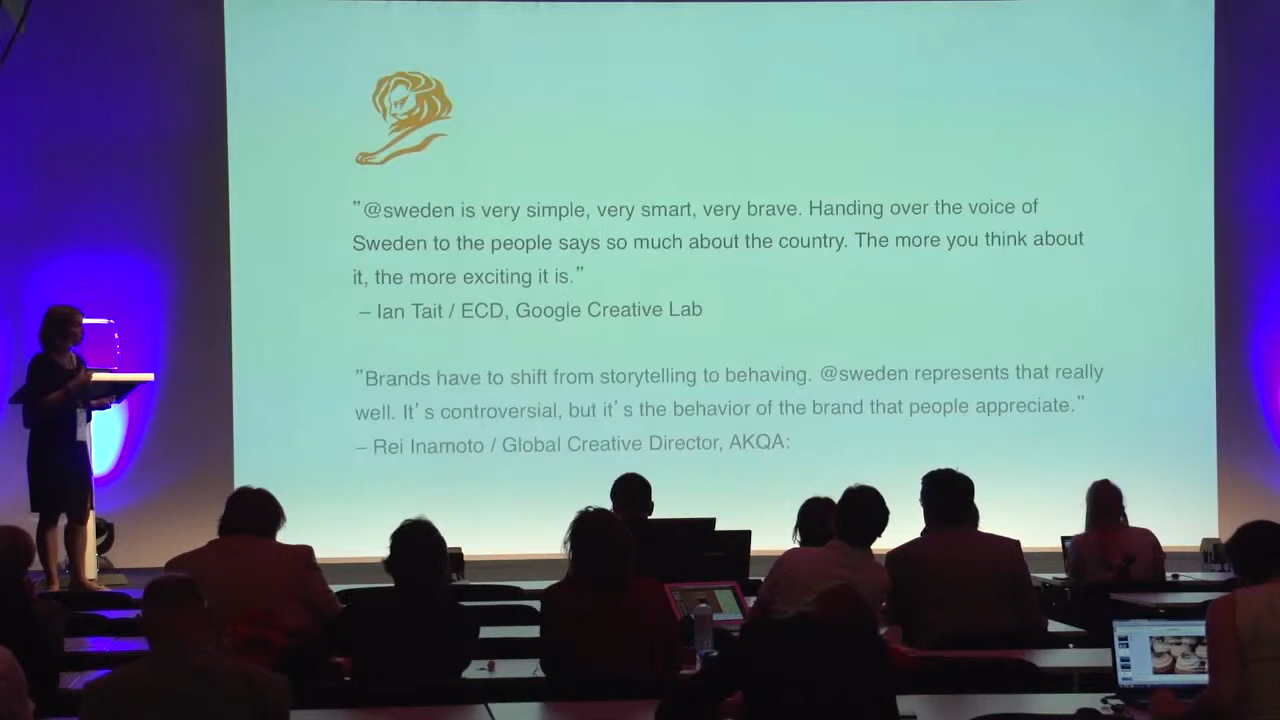 ”@sweden is very simple, very smart, very brave. Handing over the voice of
Sweden to the people says so much about the country. The more you think about
it, the more exciting it is.”
– Ian Tait / ECD, Google Creative Lab
”Brands have to shift from storytelling to behaving. @sweden represents that really
well. It’s controversial, but it’s the behavior of the brand that people appreciate.”
– Rei Inamoto / Global Creative Director, AKQA: